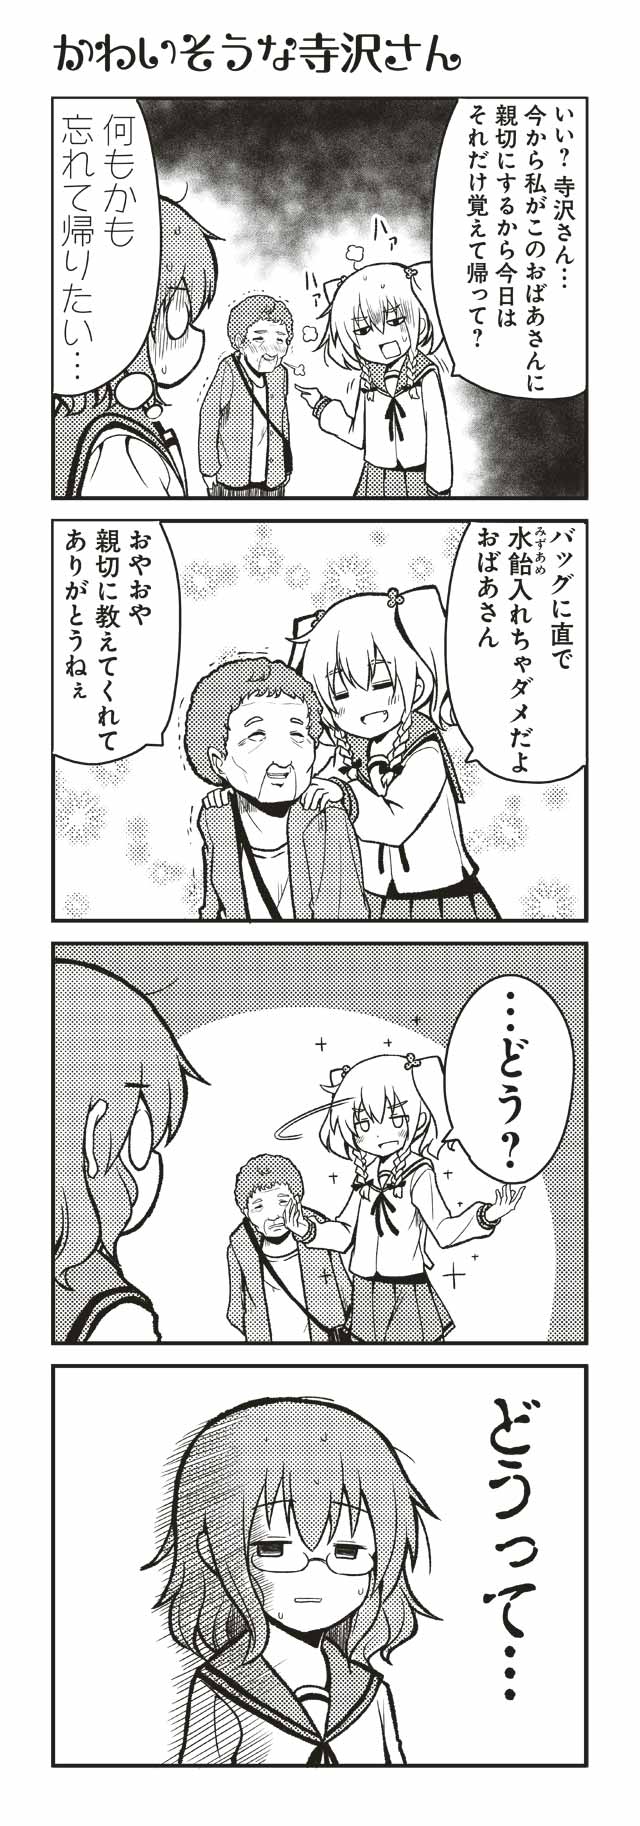 かわいそうな寺沢さん
いい？寺沢さん…
今から私がこのおばあさんに
親切にするから今日は
それだけ覚えて帰って？
ハァ
ハァ
何もかも
忘れて帰りたい…
バッグに直で
水飴入れちゃダメだよ
みずあめ
おばあさん
おやおや
親切に教えてくれて
ありがとうねぇ
…どう？
どうって…